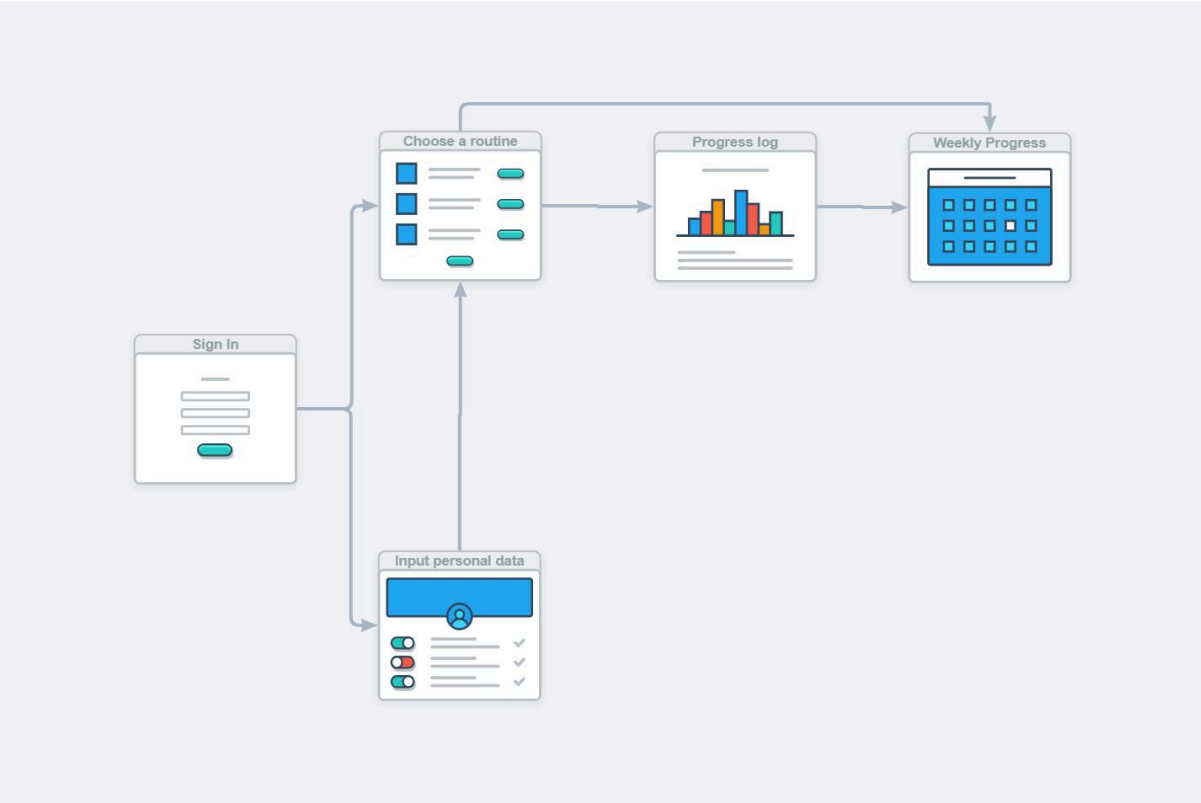 Choose a routine
Progress log
Weekly Progress
Sign In
Input personal data